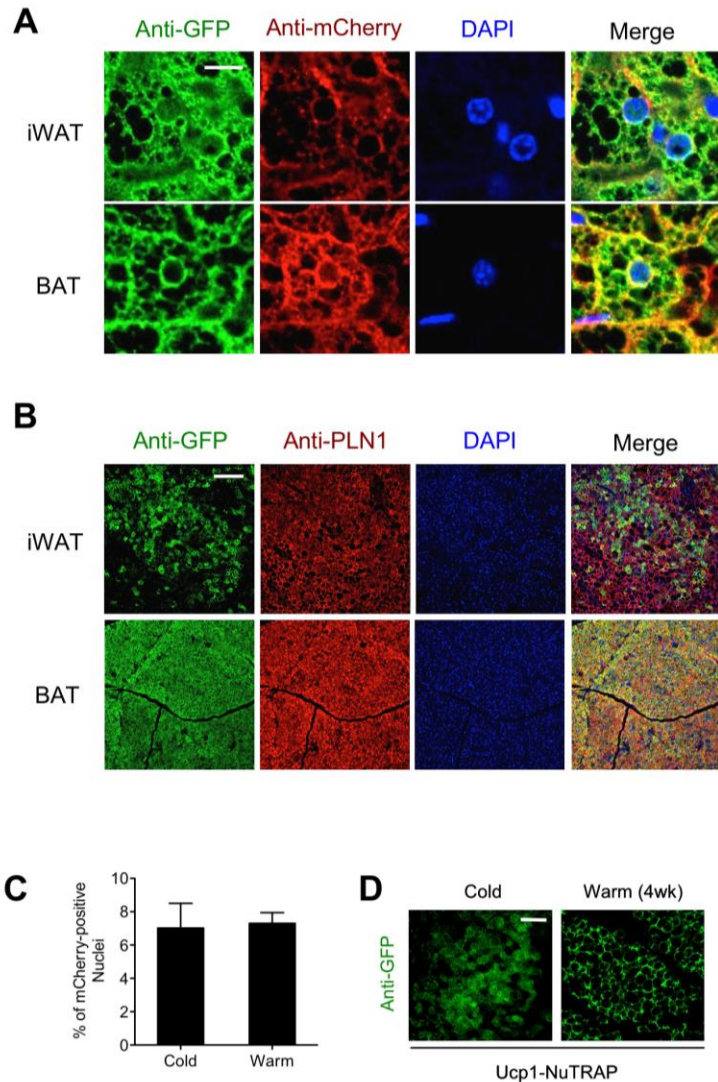 A
Anti-GFP Anti-mCherry DAPI Merge
iWAT
BAT
B
Anti-GFP Anti-PLN1 DAPI Merge
iWAT
BAT
C
% of mCherry-positive
Nuclei
10
8
6
4
2
0
Cold Warm
D
Cold Warm (4wk)
Anti-GFP
Ucp1-NuTRAP